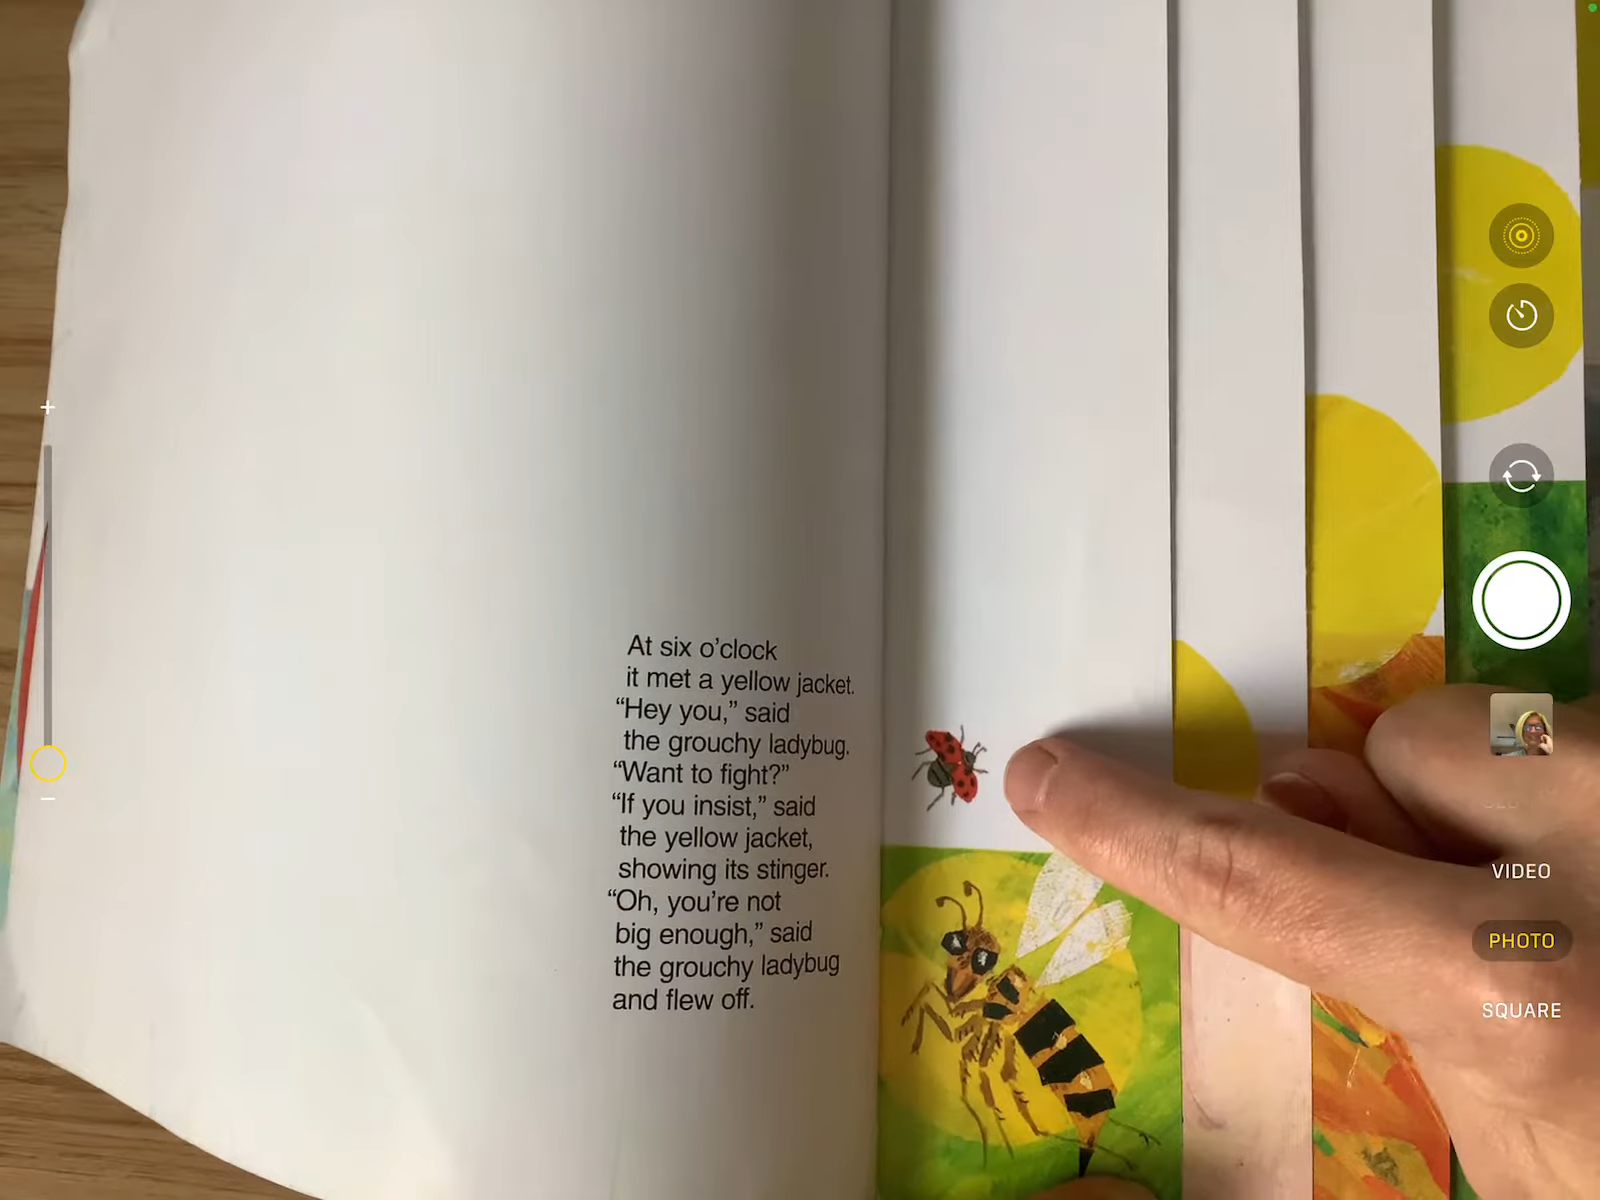 At six o’clock
it met a yellow jacket.
“Hey you,” said
the grouchy ladybug.
“Want to fight?”
“If you insist,” said
the yellow jacket,
showing its stinger.
“Oh, you’re not
big enough,” said
the grouchy ladybug
and flew off.
VIDEO
PHOTO
SQUARE